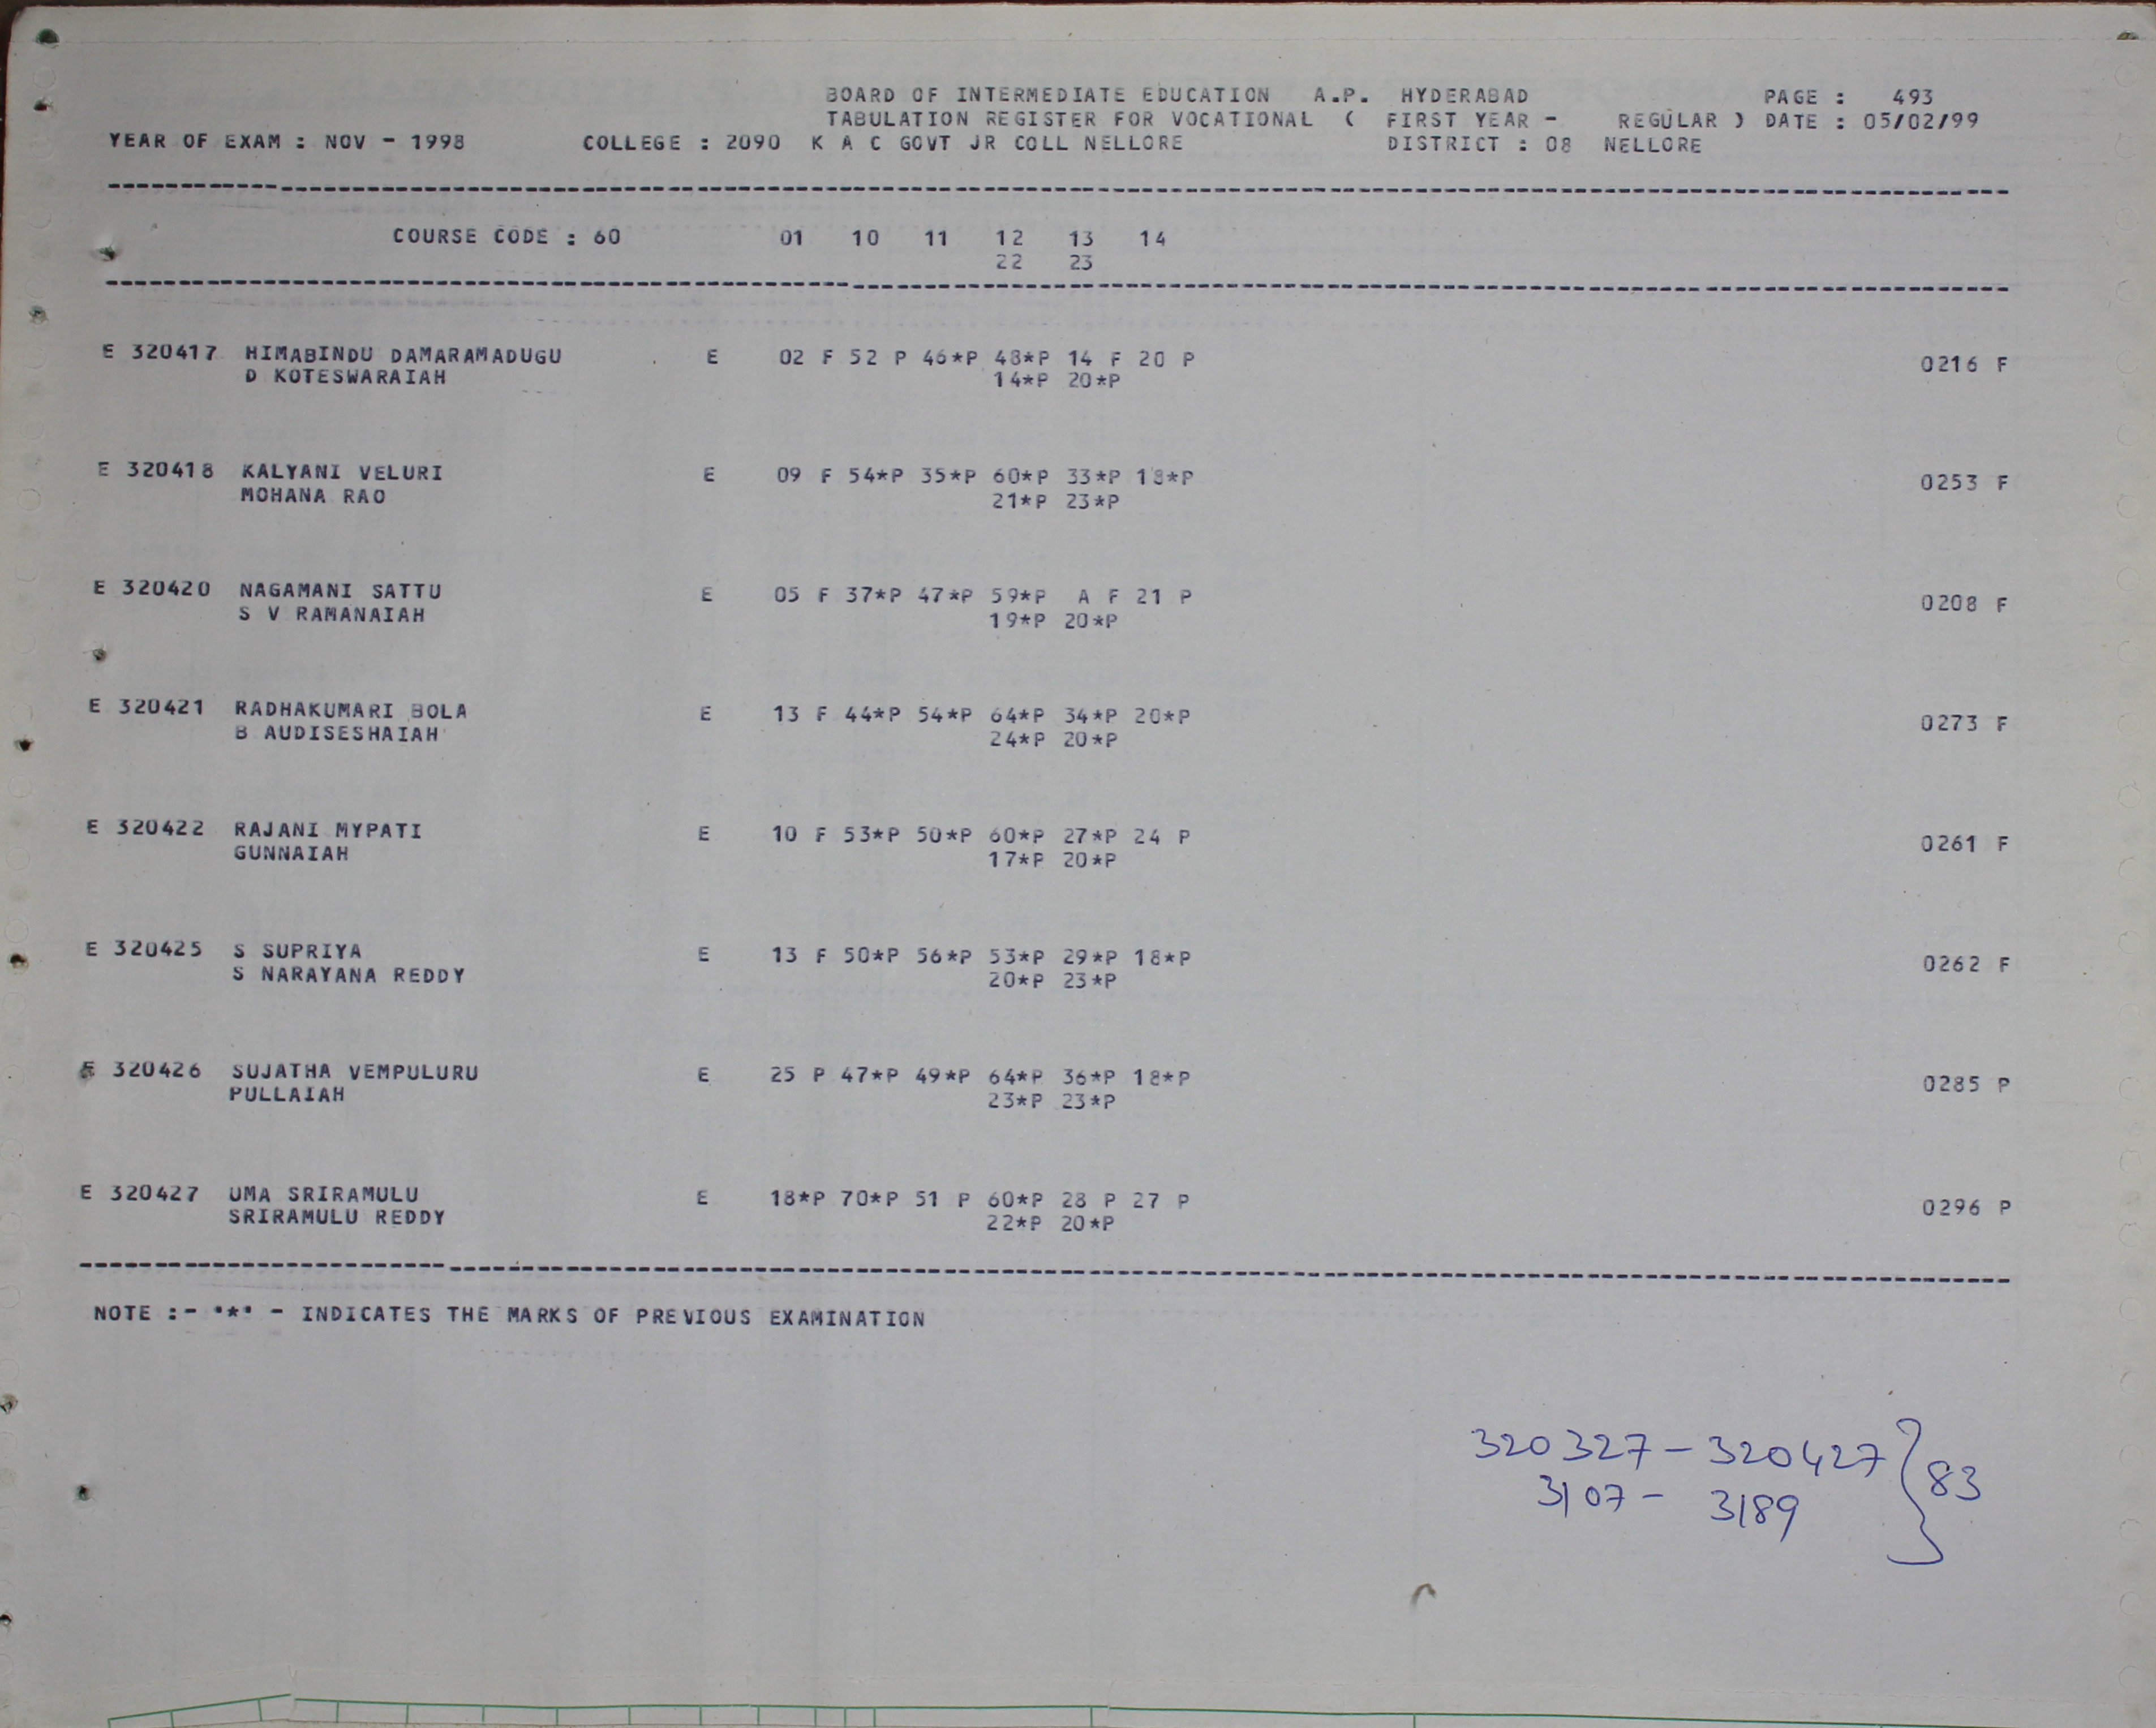 BOARD OF INTERMEDIATE EDUCATION A.P. HYDERABAD PAGE : 493
TABULATION REGISTER FOR VOCATIONAL ( FIRST YEAR - REGULAR ) DATE : 05/02/99
YEAR OF EXAM : NOV - 1998 COLLEGE : 2090 K A C GOVT JR COLL NELLORE DISTRICT : 08 NELLORE
COURSE CODE : 60 01 10 11 12 13 14
22 23
E 320417 HIMABINDU DAMARAMADUGU E 02 F 52 P 46*P 48*P 14 F 20 P 0216 F
D KOTESWARAIAH 14*P 20*P
E 320418 KALYANI VELURI E 09 F 54*P 35*P 60*P 33*P 18*P 0253 F
MOHANA RAO 21*P 23*P
E 320420 NAGAMANI SATTU E 05 F 37*P 47*P 59*P A F 21 P 0208 F
S V RAMANAIAH 19*P 20*P
E 320421 RADHAKUMARI BOLA E 13 F 44*P 54*P 64*P 34*P 20*P 0273 F
B AUDISESHAIAH 24*P 20*P
E 320422 RAJANI MYPATI E 10 F 53*P 50*P 60*P 27*P 24 P 0261 F
GUNNAIAH 17*P 20*P
E 320425 S SUPRIYA E 13 F 50*P 56*P 53*P 29*P 18*P 0262 F
S NARAYANA REDDY 20*P 23*P
E 320426 SUJATHA VEMPULURU E 25 P 47*P 49*P 64*P 36*P 18*P 0285 P
PULLAIAH 23*P 23*P
E 320427 UMA SRIRAMULU E 18*P 70*P 51 P 60*P 28 P 27 P 0296 P
SRIRAMULU REDDY 22*P 20*P
NOTE :- '*' - INDICATES THE MARKS OF PREVIOUS EXAMINATION
320327 - 320427 } 83
3107 - 3189